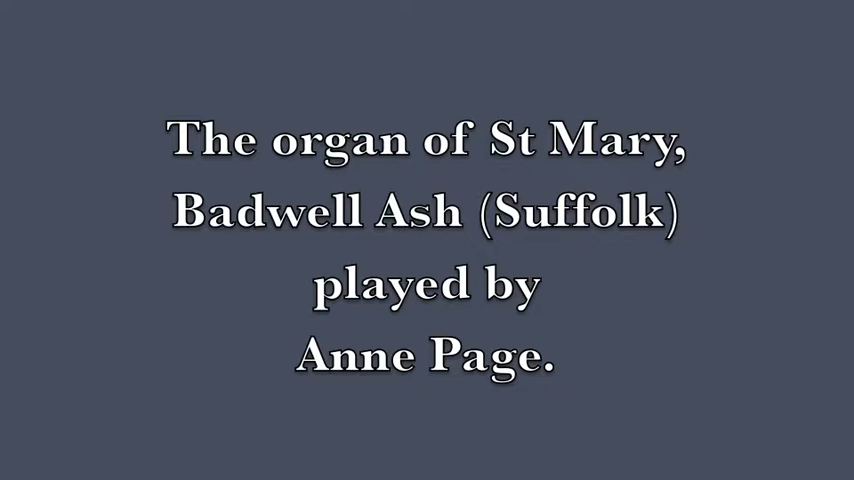 The organ of St Mary,
Badwell Ash (Suffolk)
played by
Anne Page.